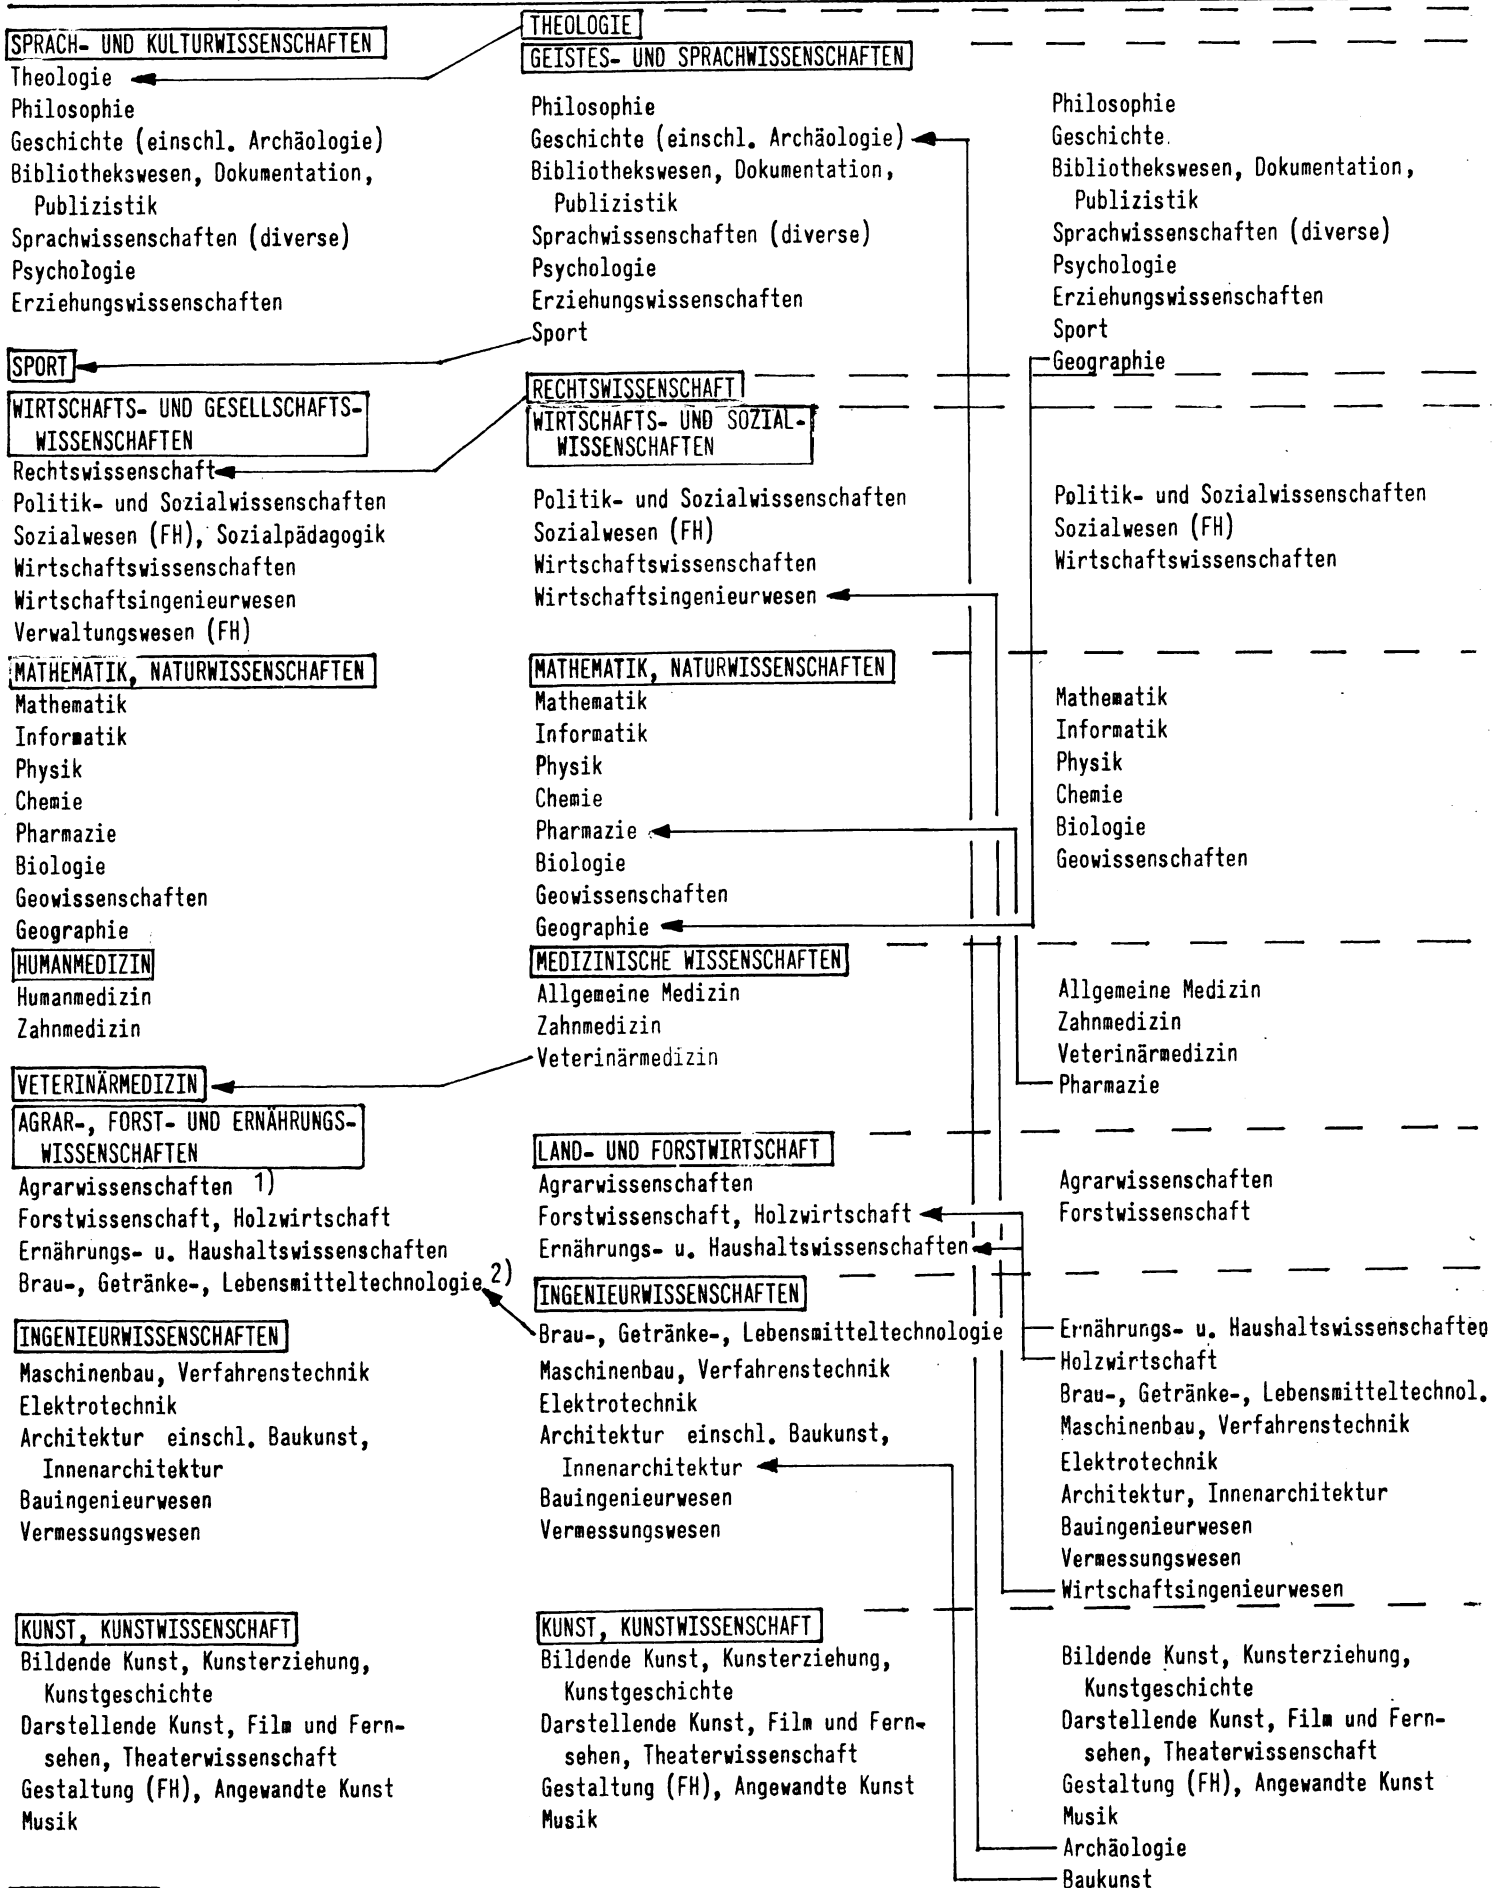 SPRACH- UND KULTURWISSENSCHAFTEN
Theologie
Philosophie
Geschichte (einschl. Archäologie)
Bibliothekswesen, Dokumentation,
Publizistik
Sprachwissenschaften (diverse)
Psychologie
Erziehungswissenschaften
SPORT
WIRTSCHAFTS- UND GESELLSCHAFTS-
WISSENSCHAFTEN
Rechtswissenschaft
Politik- und Sozialwissenschaften
Sozialwesen (FH), Sozialpädagogik
Wirtschaftswissenschaften
Wirtschaftsingenieurwesen
Verwaltungswesen (FH)
MATHEMATIK, NATURWISSENSCHAFTEN
Mathematik
Informatik
Physik
Chemie
Pharmazie
Biologie
Geowissenschaften
Geographie
HUMANMEDIZIN
Humanmedizin
Zahnmedizin
VETERINÄRMEDIZIN
AGRAR-, FORST- UND ERNÄHRUNGS-
WISSENSCHAFTEN
Agrarwissenschaften 1)
Forstwissenschaft, Holzwirtschaft
Ernährungs- u. Haushaltswissenschaften
Brau-, Getränke-, Lebensmitteltechnologie 2)
INGENIEURWISSENSCHAFTEN
Maschinenbau, Verfahrenstechnik
Elektrotechnik
Architektur einschl. Baukunst,
Innenarchitektur
Bauingenieurwesen
Vermessungswesen
KUNST, KUNSTWISSENSCHAFT
Bildende Kunst, Kunsterziehung,
Kunstgeschichte
Darstellende Kunst, Film und Fern-
sehen, Theaterwissenschaft
Gestaltung (FH), Angewandte Kunst
Musik
THEOLOGIE
GEISTES- UND SPRACHWISSENSCHAFTEN
Philosophie
Geschichte (einschl. Archäologie)
Bibliothekswesen, Dokumentation,
Publizistik
Sprachwissenschaften (diverse)
Psychologie
Erziehungswissenschaften
Sport
RECHTSWISSENSCHAFT
WIRTSCHAFTS- UND SOZIAL-
WISSENSCHAFTEN
Politik- und Sozialwissenschaften
Sozialwesen (FH)
Wirtschaftswissenschaften
Wirtschaftsingenieurwesen
MATHEMATIK, NATURWISSENSCHAFTEN
Mathematik
Informatik
Physik
Chemie
Pharmazie
Biologie
Geowissenschaften
Geographie
MEDIZINISCHE WISSENSCHAFTEN
Allgemeine Medizin
Zahnmedizin
Veterinärmedizin
LAND- UND FORSTWIRTSCHAFT
Agrarwissenschaften
Forstwissenschaft, Holzwirtschaft
Ernährungs- u. Haushaltswissenschaften
INGENIEURWISSENSCHAFTEN
Brau-, Getränke-, Lebensmitteltechnologie
Maschinenbau, Verfahrenstechnik
Elektrotechnik
Architektur einschl. Baukunst,
Innenarchitektur
Bauingenieurwesen
Vermessungswesen
KUNST, KUNSTWISSENSCHAFT
Bildende Kunst, Kunsterziehung,
Kunstgeschichte
Darstellende Kunst, Film und Fern-
sehen, Theaterwissenschaft
Gestaltung (FH), Angewandte Kunst
Musik
Philosophie
Geschichte
Bibliothekswesen, Dokumentation,
Publizistik
Sprachwissenschaften (diverse)
Psychologie
Erziehungswissenschaften
Sport
Geographie
Politik- und Sozialwissenschaften
Sozialwesen (FH)
Wirtschaftswissenschaften
Mathematik
Informatik
Physik
Chemie
Biologie
Geowissenschaften
Allgemeine Medizin
Zahnmedizin
Veterinärmedizin
Pharmazie
Agrarwissenschaften
Forstwissenschaft
Ernährungs- u. Haushaltswissenschaften
Holzwirtschaft
Brau-, Getränke-, Lebensmitteltechnol.
Maschinenbau, Verfahrenstechnik
Elektrotechnik
Architektur, Innenarchitektur
Bauingenieurwesen
Vermessungswesen
Wirtschaftsingenieurwesen
Bildende Kunst, Kunsterziehung,
Kunstgeschichte
Darstellende Kunst, Film und Fern-
sehen, Theaterwissenschaft
Gestaltung (FH), Angewandte Kunst
Musik
Archäologie
Baukunst